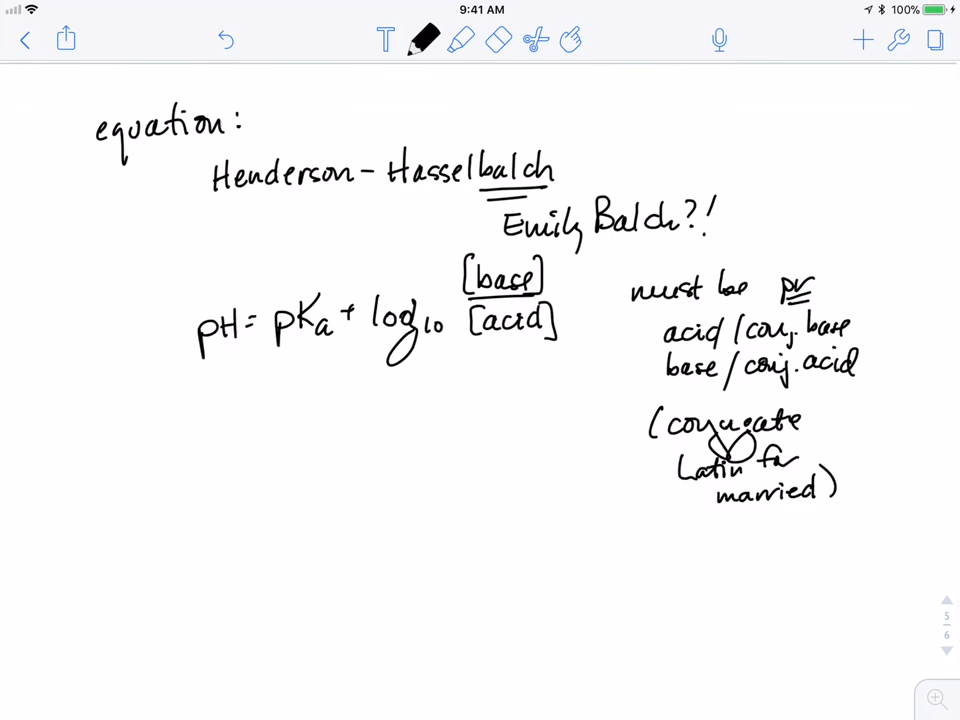 9:41 AM
100%
T
equation:
Henderson-Hasselbalch
Emily Balch?!
pH = pKa + log10 [base]/[acid]
must be pr
acid/conj. base
base/conj. acid
(conjugate
Latin for
married)
5
6